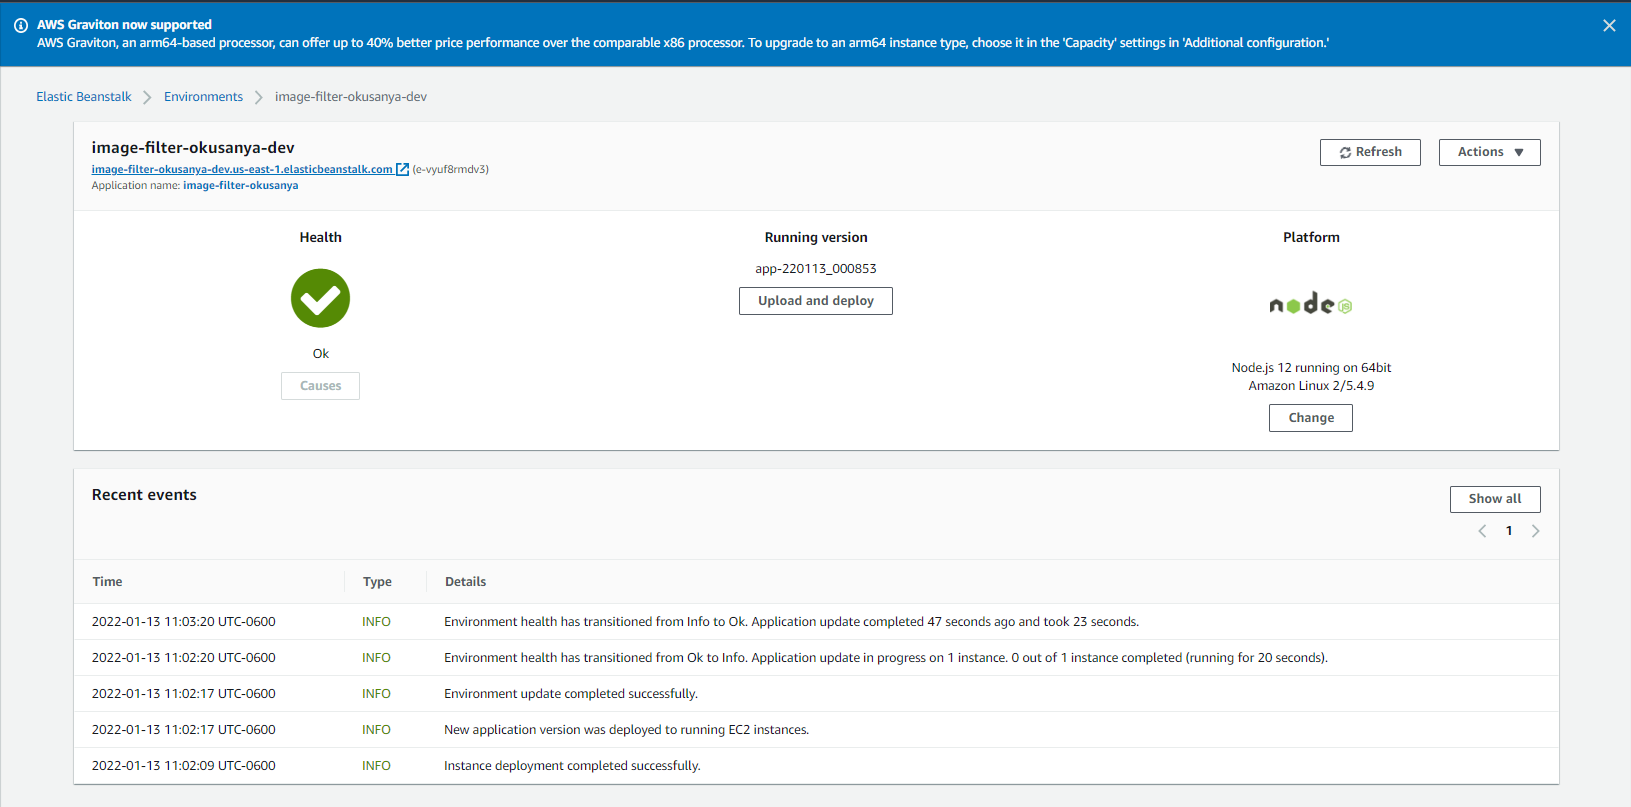 AWS Graviton now supported
AWS Graviton, an arm64-based processor, can offer up to 40% better price performance over the comparable x86 processor. To upgrade to an arm64 instance type, choose it in the 'Capacity' settings in 'Additional configuration.'
Elastic Beanstalk > Environments > image-filter-okusanya-dev
image-filter-okusanya-dev
image-filter-okusanya-dev.us-east-1.elasticbeanstalk.com (e-vyuf8rmdv3)
Application name: image-filter-okusanya
Refresh
Actions ▼
Health
Ok
Causes
Running version
app-220113_000853
Upload and deploy
Platform
node JS
Node.js 12 running on 64bit
Amazon Linux 2/5.4.9
Change
Recent events
Show all
< 1 >
Time Type Details
2022-01-13 11:03:20 UTC-0600 INFO Environment health has transitioned from Info to Ok. Application update completed 47 seconds ago and took 23 seconds.
2022-01-13 11:02:20 UTC-0600 INFO Environment health has transitioned from Ok to Info. Application update in progress on 1 instance. 0 out of 1 instance completed (running for 20 seconds).
2022-01-13 11:02:17 UTC-0600 INFO Environment update completed successfully.
2022-01-13 11:02:17 UTC-0600 INFO New application version was deployed to running EC2 instances.
2022-01-13 11:02:09 UTC-0600 INFO Instance deployment completed successfully.